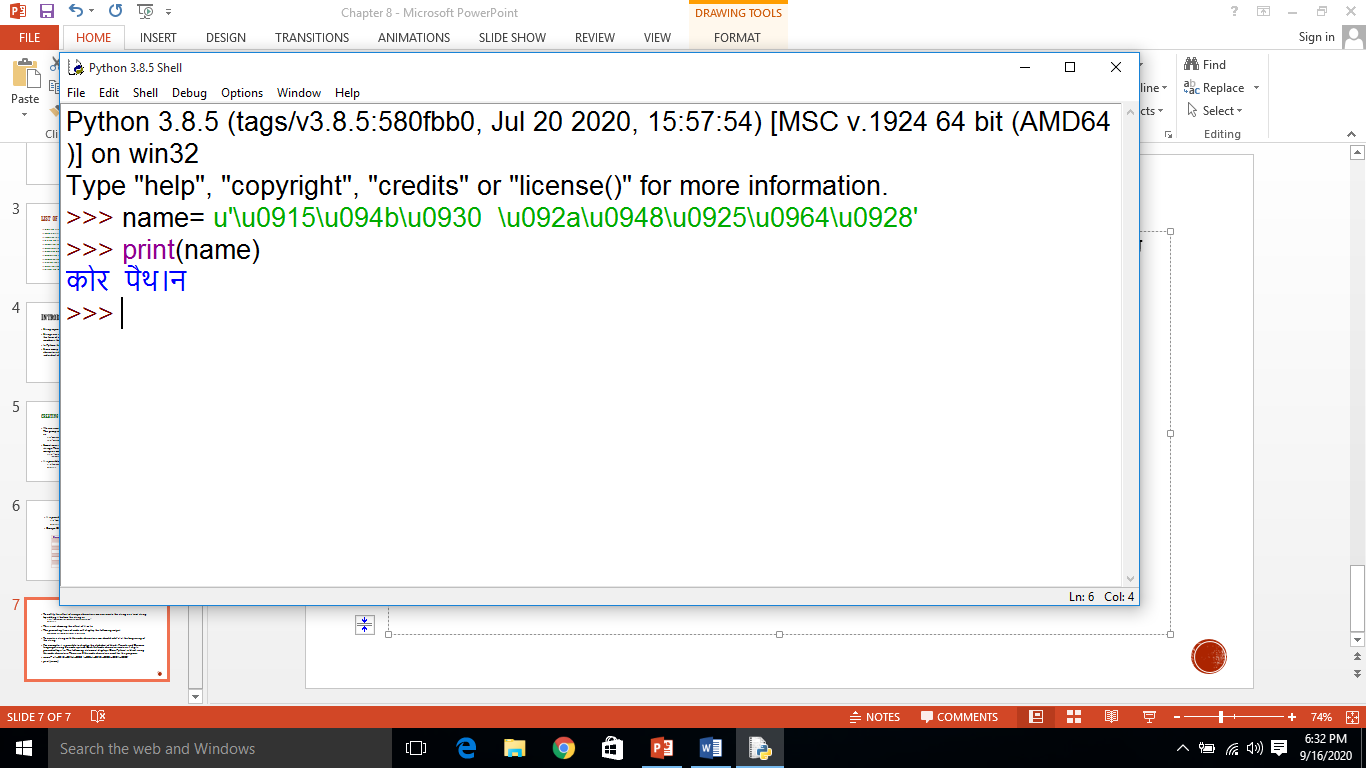 Chapter 8 - Microsoft PowerPoint
DRAWING TOOLS
FILE
HOME
INSERT
DESIGN
TRANSITIONS
ANIMATIONS
SLIDE SHOW
REVIEW
VIEW
FORMAT
Sign in
Paste
Find
Replace
Select
Editing
Python 3.8.5 Shell
File Edit Shell Debug Options Window Help
Python 3.8.5 (tags/v3.8.5:580fbb0, Jul 20 2020, 15:57:54) [MSC v.1924 64 bit (AMD64
)] on win32
Type "help", "copyright", "credits" or "license()" for more information.
>>> name= u'\u0915\u094b\u0930  \u092a\u0948\u0925\u0964\u0928'
>>> print(name)
कोर  पैथ।न
>>>
Ln: 6 Col: 4
3
4
5
6
7
SLIDE 7 OF 7
NOTES
COMMENTS
74%
Search the web and Windows
6:32 PM
9/16/2020